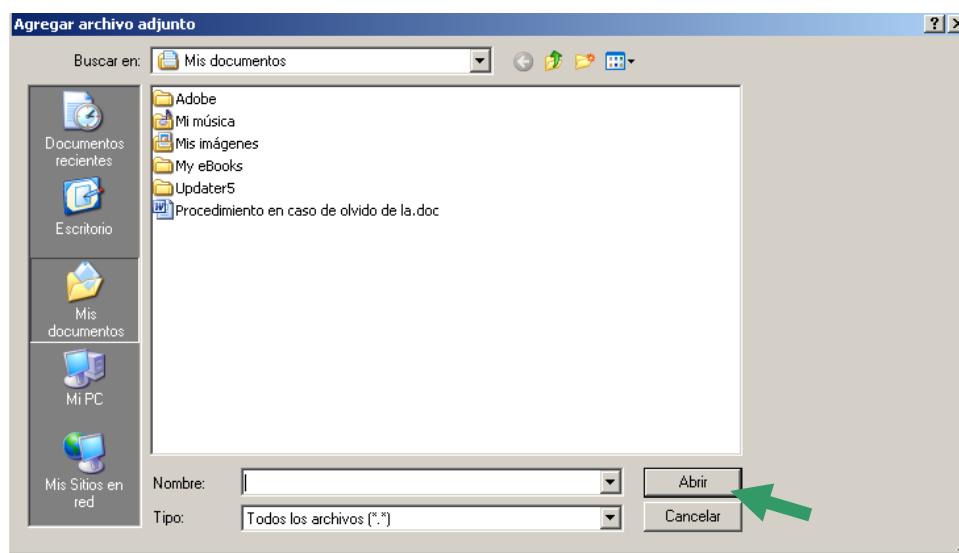 Agregar archivo adjunto
Buscar en: Mis documentos
Adobe
Mi música
Mis imágenes
My eBooks
Updater5
Procedimiento en caso de olvido de la.doc
Documentos
recientes
Escritorio
Mis
documentos
Mi PC
Mis Sitios en
red
Nombre: Abrir
Tipo: Todos los archivos (*.*) Cancelar